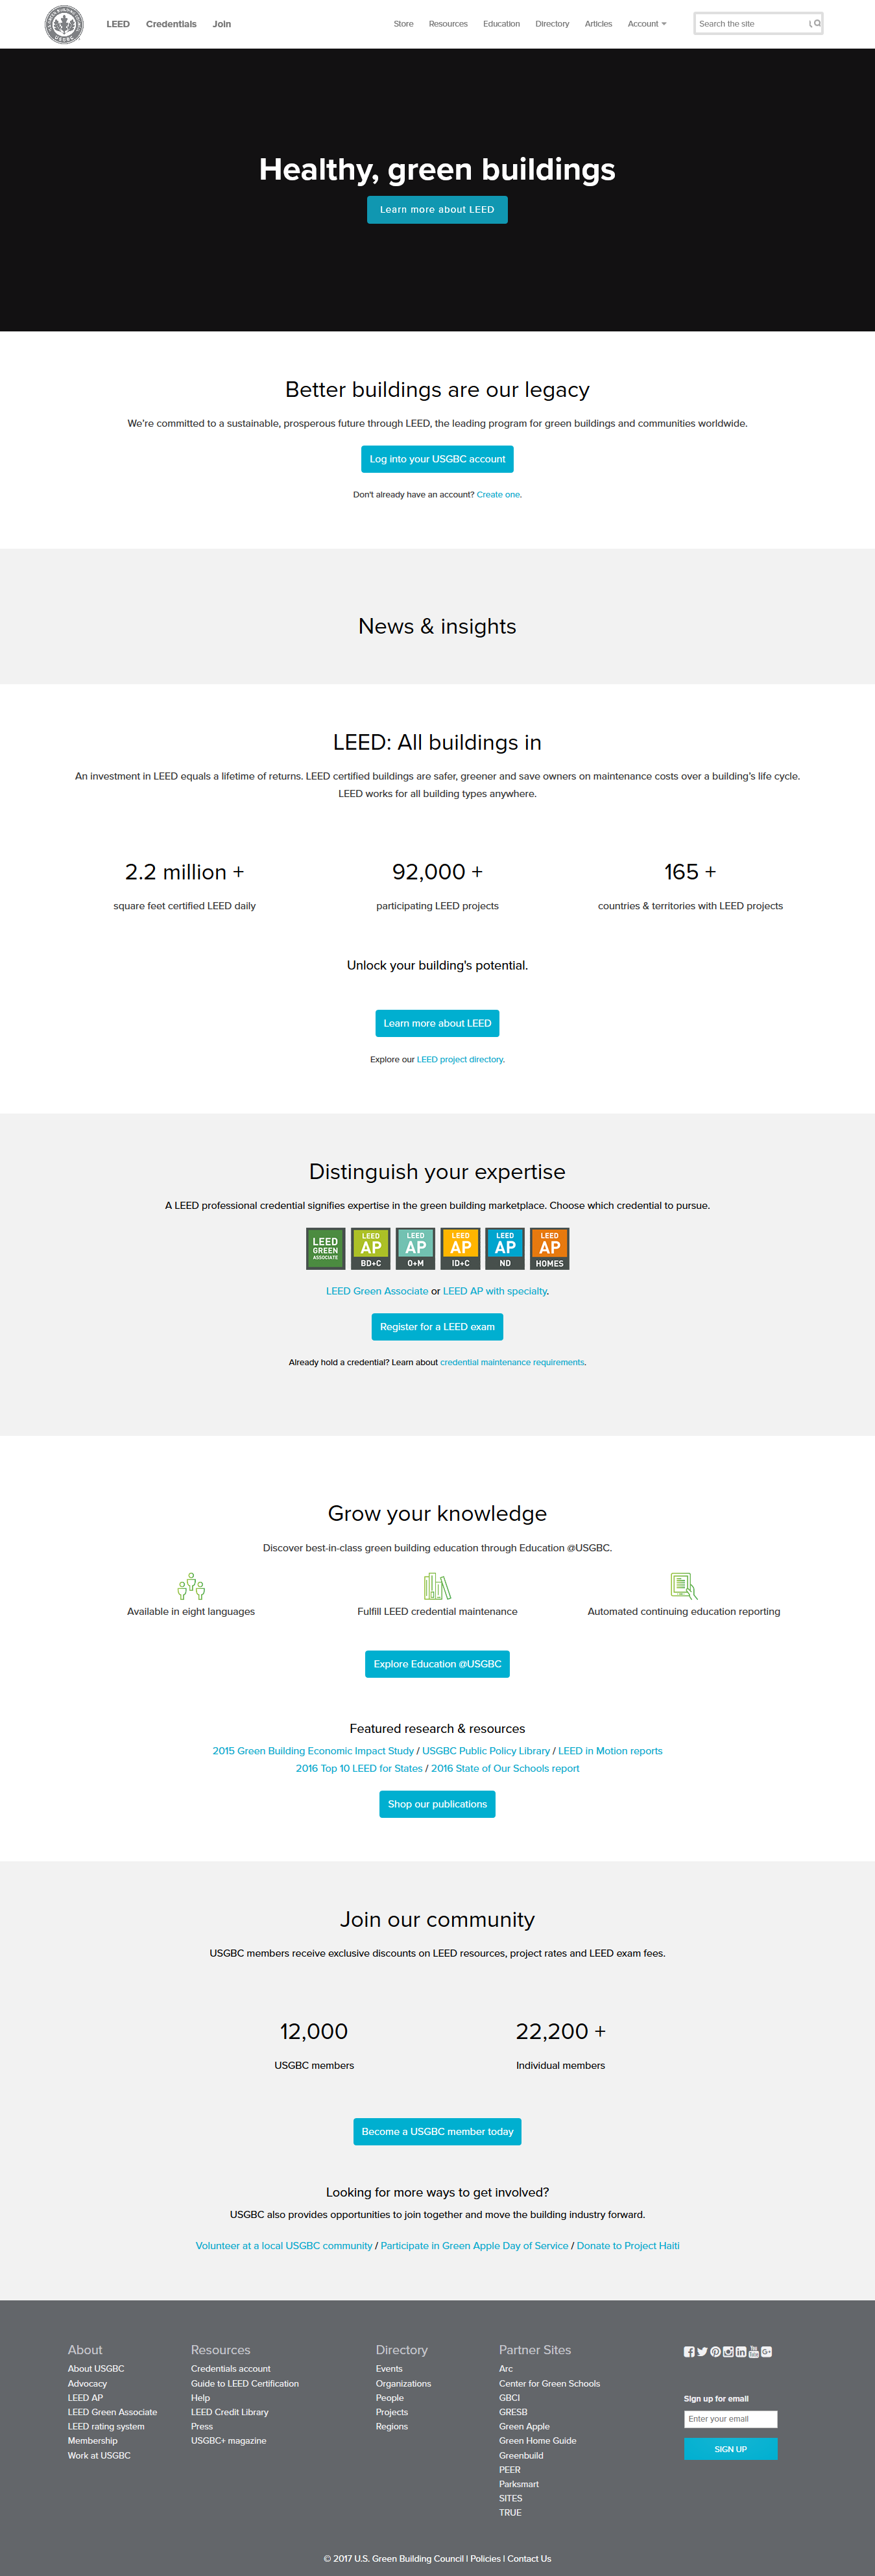 USGBC
LEED Credentials Join
Store Resources Education Directory Articles Account
Search the site
Healthy, green buildings
Learn more about LEED
Better buildings are our legacy
We're committed to a sustainable, prosperous future through LEED, the leading program for green buildings and communities worldwide.
Log into your USGBC account
Don't already have an account? Create one.
News & insights
LEED: All buildings in
An investment in LEED equals a lifetime of returns. LEED certified buildings are safer, greener and save owners on maintenance costs over a building's life cycle.
LEED works for all building types anywhere.
2.2 million + 92,000 + 165 +
square feet certified LEED daily participating LEED projects countries & territories with LEED projects
Unlock your building's potential.
Learn more about LEED
Explore our LEED project directory.
Distinguish your expertise
A LEED professional credential signifies expertise in the green building marketplace. Choose which credential to pursue.
LEED GREEN ASSOCIATE
LEED AP BD+C
LEED AP O+M
LEED AP ID+C
LEED AP ND
LEED AP HOMES
LEED Green Associate or LEED AP with specialty.
Register for a LEED exam
Already hold a credential? Learn about credential maintenance requirements.
Grow your knowledge
Discover best-in-class green building education through Education @USGBC.
Available in eight languages Fulfill LEED credential maintenance Automated continuing education reporting
Explore Education @USGBC
Featured research & resources
2015 Green Building Economic Impact Study / USGBC Public Policy Library / LEED in Motion reports
2016 Top 10 LEED for States / 2016 State of Our Schools report
Shop our publications
Join our community
USGBC members receive exclusive discounts on LEED resources, project rates and LEED exam fees.
12,000 22,200 +
USGBC members Individual members
Become a USGBC member today
Looking for more ways to get involved?
USGBC also provides opportunities to join together and move the building industry forward.
Volunteer at a local USGBC community / Participate in Green Apple Day of Service / Donate to Project Haiti
About
About USGBC
Advocacy
LEED AP
LEED Green Associate
LEED rating system
Membership
Work at USGBC
Resources
Credentials account
Guide to LEED Certification
Help
LEED Credit Library
Press
USGBC+ magazine
Directory
Events
Organizations
People
Projects
Regions
Partner Sites
Arc
Center for Green Schools
GBCI
GRESB
Green Apple
Green Home Guide
Greenbuild
PEER
Parksmart
SITES
TRUE
Sign up for email
Enter your email
SIGN UP
© 2017 U.S. Green Building Council | Policies | Contact Us